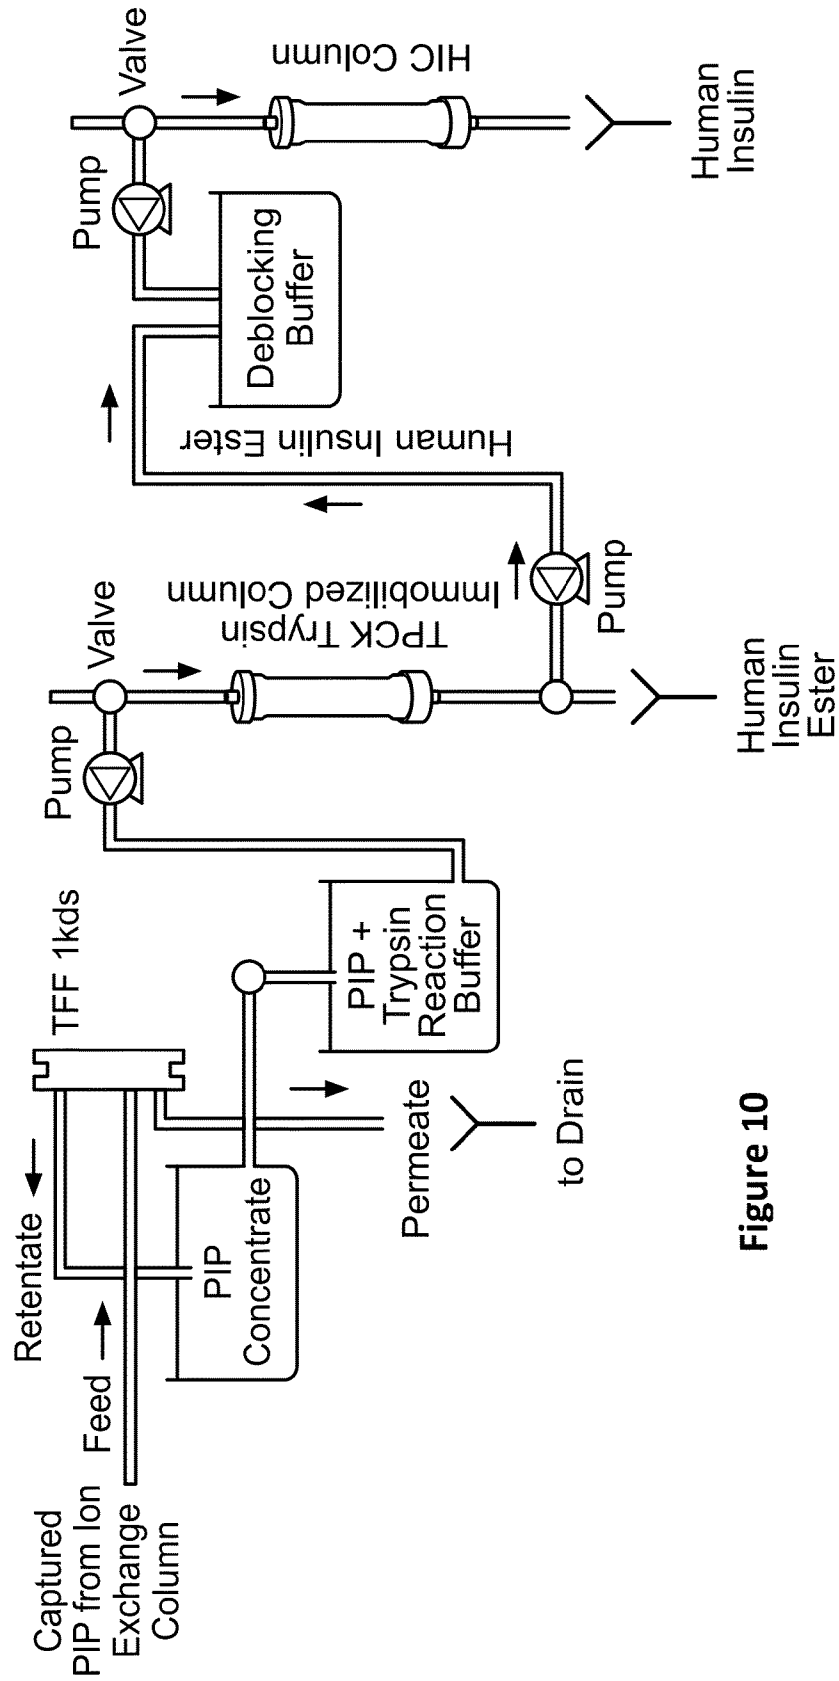 Captured
PIP from Ion
Exchange
Column
Feed
Retentate
TFF 1kds
PIP
Concentrate
Permeate
to Drain
PIP +
Trypsin
Reaction
Buffer
Pump
Valve
TPCK Trypsin
Immobilized Column
Human
Insulin
Ester
Pump
Human Insulin Ester
Deblocking
Buffer
Pump
Valve
HIC Column
Human
Insulin
Figure 10